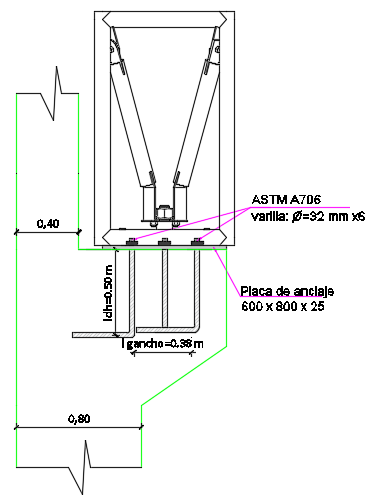 ASTM A706
varilla: Ø=32 mm x6
0,40
Placa de anclaje
600 x 800 x 25
ldh=0.50 m
l gancho=0.38 m
0,80